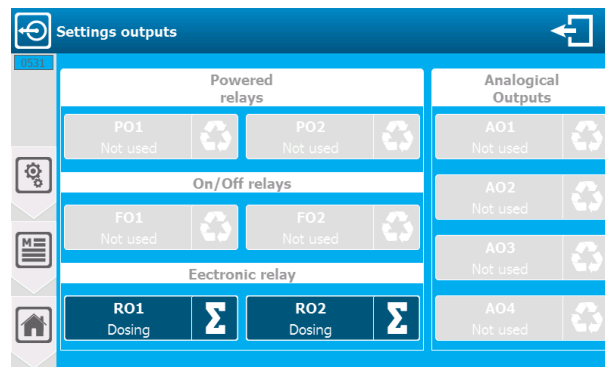 Settings outputs
0531
Powered
relays
Analogical
Outputs
PO1
Not used
PO2
Not used
AO1
Not used
On/Off relays
AO2
Not used
FO1
Not used
FO2
Not used
M
AO3
Not used
Eectronic relay
RO1
Dosing
Σ
RO2
Dosing
Σ
AO4
Not used